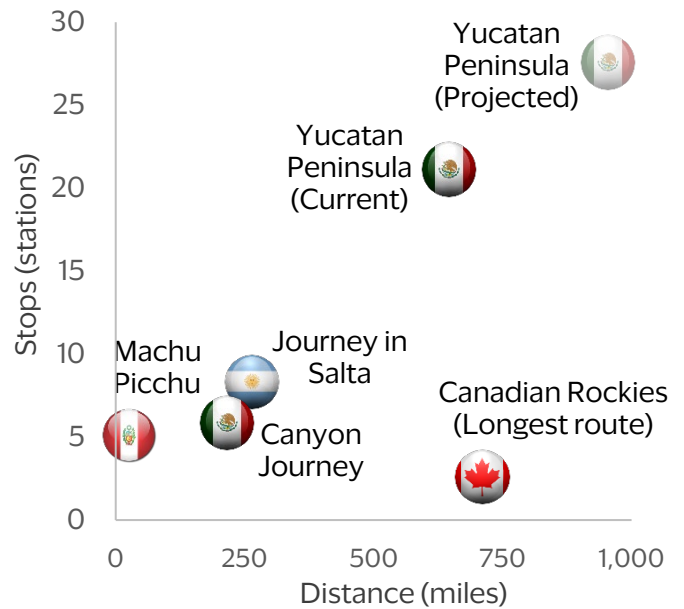 30
25
20
15
10
5
0
Stops (stations)
Yucatan
Peninsula
(Projected)
Yucatan
Peninsula
(Current)
Machu
Picchu
Journey in
Salta
Canyon
Journey
Canadian Rockies
(Longest route)
0
250
500
750
1,000
Distance (miles)